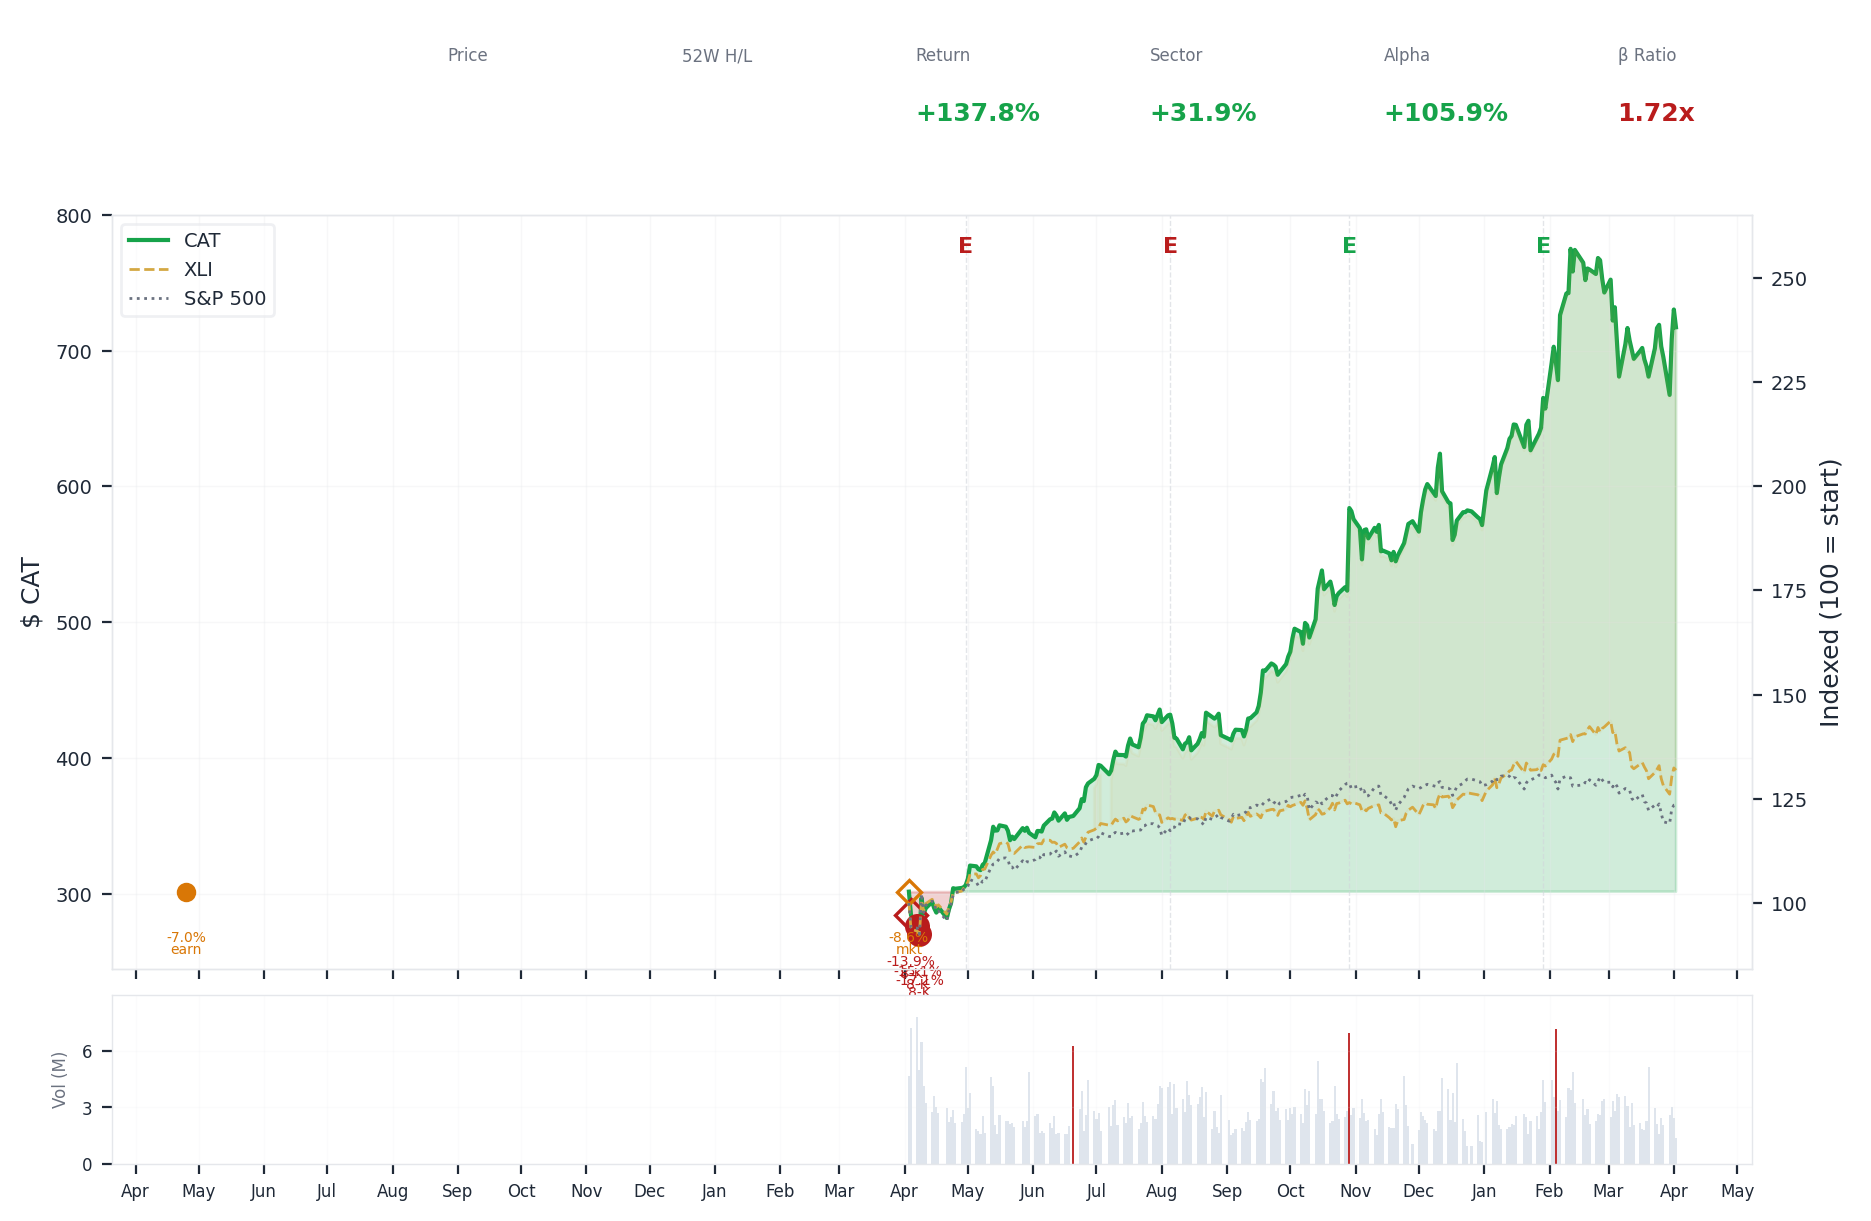 Price 52W H/L Return Sector Alpha β Ratio
+137.8% +31.9% +105.9% 1.72x
CAT
XLI
S&P 500
E E E E
800
700
600
500
400
300
$ CAT
250
225
200
175
150
125
100
Indexed (100 = start)
-7.0%
earn
-8.6%
mkt
-13.9%
8-K
6
3
0
Vol (M)
Apr May Jun Jul Aug Sep Oct Nov Dec Jan Feb Mar Apr May Jun Jul Aug Sep Oct Nov Dec Jan Feb Mar Apr May